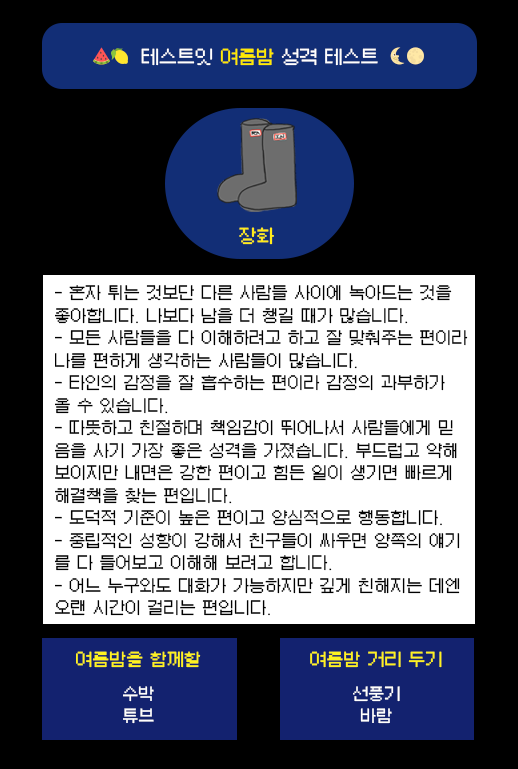 테스트잇 여름밤 성격 테스트
장화
- 혼자 튀는 것보단 다른 사람들 사이에 녹아드는 것을
좋아합니다. 나보다 남을 더 챙길 때가 많습니다.
- 모든 사람들을 다 이해하려고 하고 잘 맞춰주는 편이라
나를 편하게 생각하는 사람들이 많습니다.
- 타인의 감정을 잘 흡수하는 편이라 감정의 과부하가
올 수 있습니다.
- 따뜻하고 친절하며 책임감이 뛰어나서 사람들에게 믿
음을 사기 가장 좋은 성격을 가졌습니다. 부드럽고 약해
보이지만 내면은 강한 편이고 힘든 일이 생기면 빠르게
해결책을 찾는 편입니다.
- 도덕적 기준이 높은 편이고 양심적으로 행동합니다.
- 중립적인 성향이 강해서 친구들이 싸우면 양쪽의 얘기
를 다 들어보고 이해해 보려고 합니다.
- 어느 누구와도 대화가 가능하지만 깊게 친해지는 데엔
오랜 시간이 걸리는 편입니다.
여름밤을 함께할
수박
튜브
여름밤 거리 두기
선풍기
바람